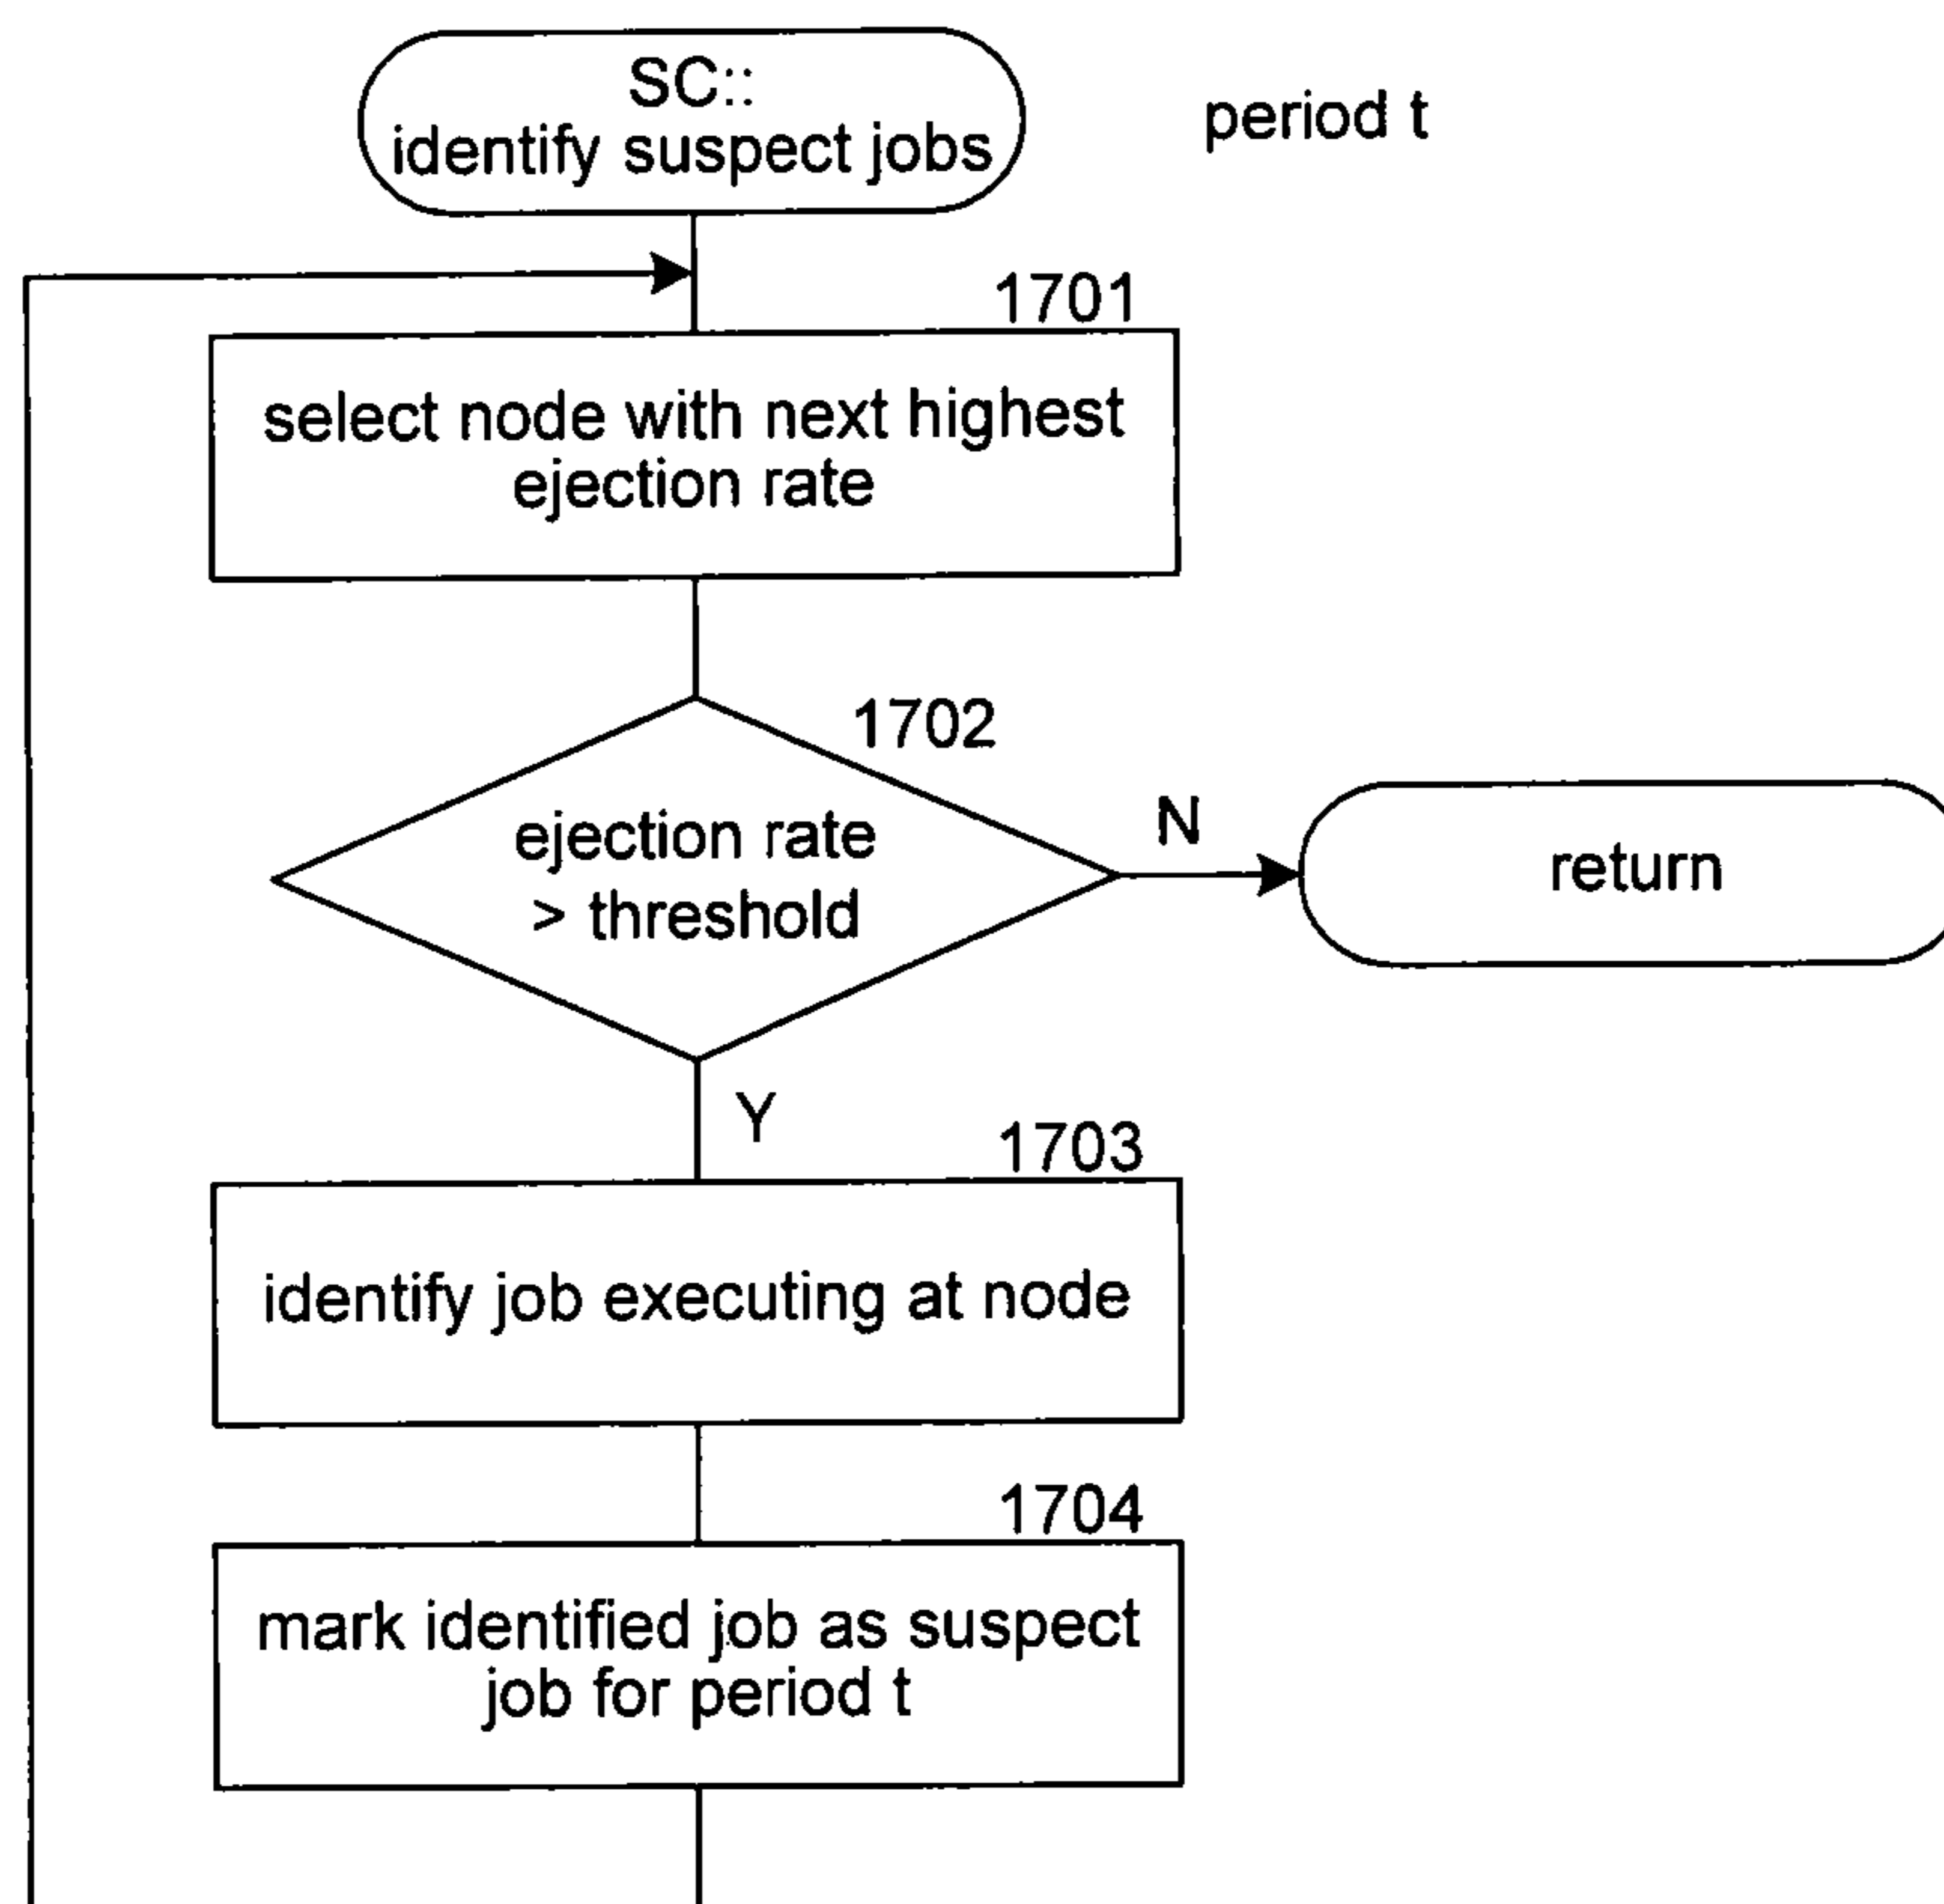 SC::
identify suspect jobs
period t
1701
select node with next highest
ejection rate
1702
ejection rate
> threshold
N
return
Y
1703
identify job executing at node
1704
mark identified job as suspect
job for period t